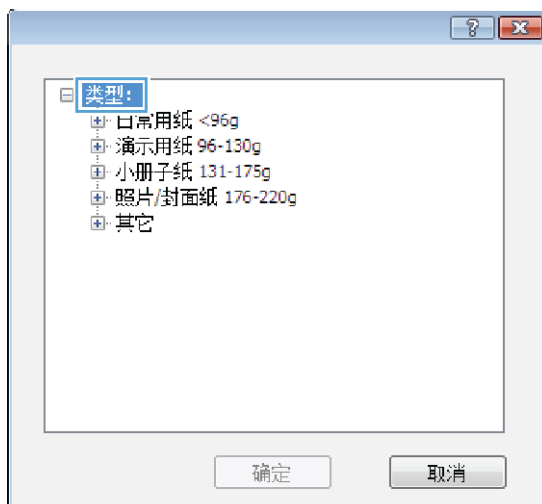 类型:
日常用纸 <96g
演示用纸 96-130g
小册子纸 131-175g
照片/封面纸 176-220g
其它
确定
取消